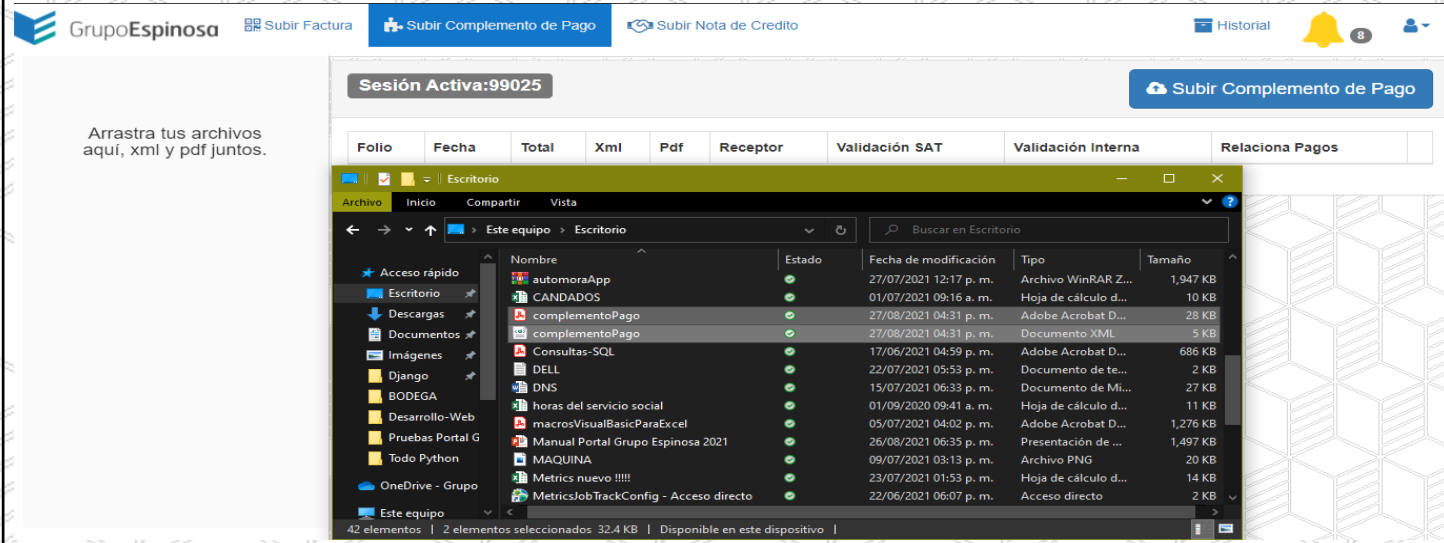 GrupoEspinosa Subir Factura Subir Complemento de Pago Subir Nota de Credito Historial 8
Sesión Activa:99025 Subir Complemento de Pago
Arrastra tus archivos
aquí, xml y pdf juntos.
Folio Fecha Total Xml Pdf Receptor Validación SAT Validación Interna Relaciona Pagos
Escritorio
Archivo Inicio Compartir Vista
Este equipo > Escritorio Buscar en Escritorio
Nombre Estado Fecha de modificación Tipo Tamaño
Acceso rápido
Escritorio
Descargas
Documentos
Imágenes
Django
BODEGA
Desarrollo-Web
Pruebas Portal G
Todo Python
OneDrive - Grupo
Este equipo
automoraApp 27/07/2021 12:17 p. m. Archivo WinRAR Z... 1,947 KB
CANDADOS 01/07/2021 09:16 a. m. Hoja de cálculo d... 10 KB
complementoPago 27/08/2021 04:31 p. m. Adobe Acrobat D... 28 KB
complementoPago 27/08/2021 04:31 p. m. Documento XML 5 KB
Consultas-SQL 17/06/2021 04:59 p. m. Adobe Acrobat D... 686 KB
DELL 22/07/2021 05:53 p. m. Documento de te... 2 KB
DNS 15/07/2021 06:33 p. m. Documento de Mi... 27 KB
horas del servicio social 01/09/2020 09:41 a. m. Hoja de cálculo d... 11 KB
macrosVisualBasicParaExcel 05/07/2021 04:02 p. m. Adobe Acrobat D... 1,276 KB
Manual Portal Grupo Espinosa 2021 26/08/2021 06:35 p. m. Presentación de ... 1,497 KB
MAQUINA 09/07/2021 03:13 p. m. Archivo PNG 20 KB
Metrics nuevo !!!!! 23/07/2021 01:53 p. m. Hoja de cálculo d... 14 KB
MetricsJobTrackConfig - Acceso directo 22/06/2021 06:07 p. m. Acceso directo 2 KB
42 elementos | 2 elementos seleccionados 32.4 KB | Disponible en este dispositivo |